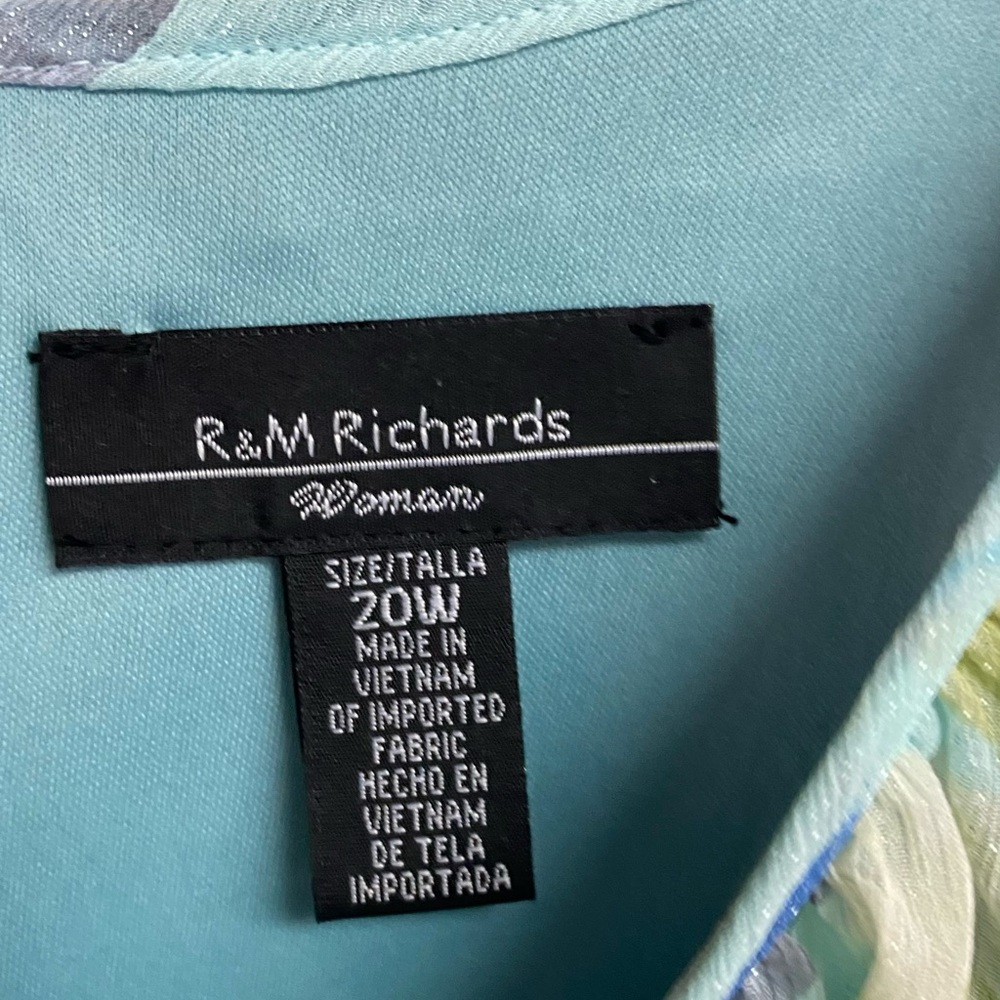 R&M Richards
Woman
SIZE/TALLA
20W
MADE IN
VIETNAM
OF IMPORTED
FABRIC
HECHO EN
VIETNAM
DE TELA
IMPORTADA